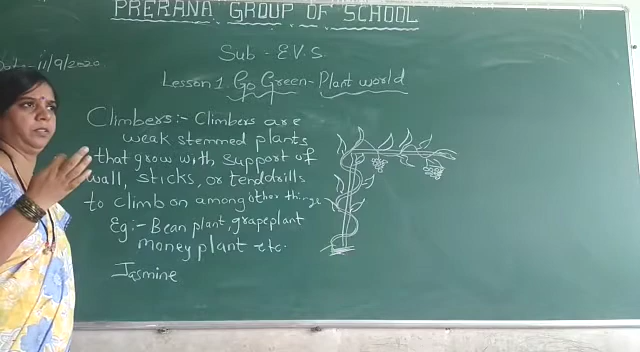 PRERANA GROUP OF SCHOOL
Date - 11/9/2020
Sub - E.V.S.
Lesson 1. Go Green - Plant world
Climbers:- Climbers are
weak stemmed plants
that grow with support of
wall, sticks, or tenddrills
to climb on among other things
Eg:- Bean plant, grapeplant
money plant etc.
Jasmine